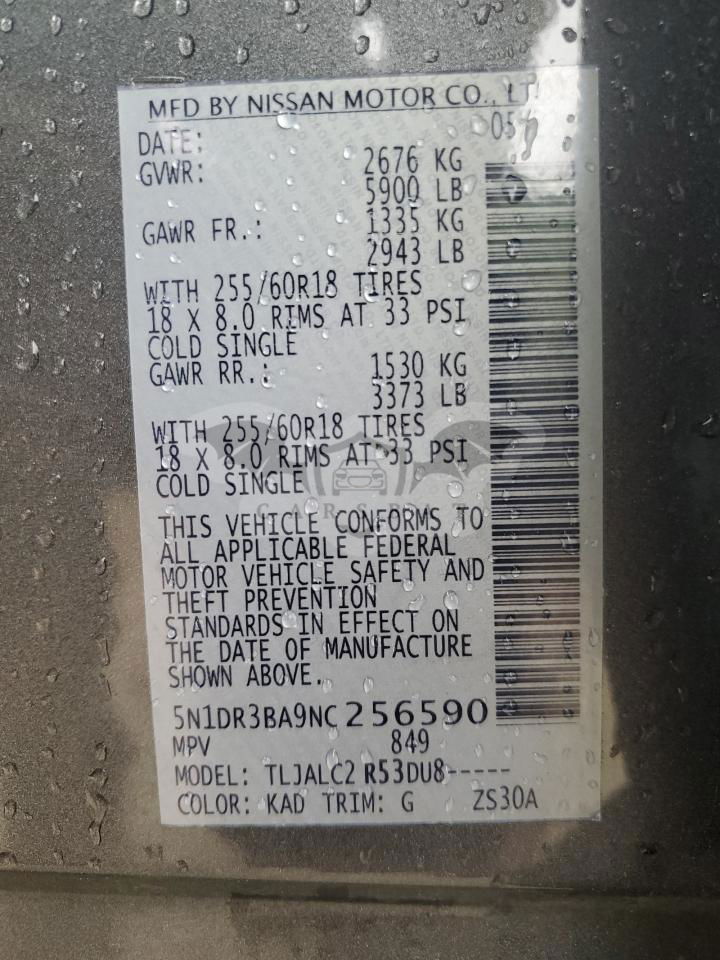 MFD BY NISSAN MOTOR CO., LT
DATE: 05
GVWR: 2676 KG
5900 LB
GAWR FR.: 1335 KG
2943 LB
WITH 255/60R18 TIRES
18 X 8.0 RIMS AT 33 PSI
COLD SINGLE
GAWR RR.: 1530 KG
3373 LB
WITH 255/60R18 TIRES
18 X 8.0 RIMS AT 33 PSI
COLD SINGLE
THIS VEHICLE CONFORMS TO
ALL APPLICABLE FEDERAL
MOTOR VEHICLE SAFETY AND
THEFT PREVENTION
STANDARDS IN EFFECT ON
THE DATE OF MANUFACTURE
SHOWN ABOVE.
5N1DR3BA9NC256590
MPV 849
MODEL: TLJALC2 R53DU8-----
COLOR: KAD TRIM: G ZS30A